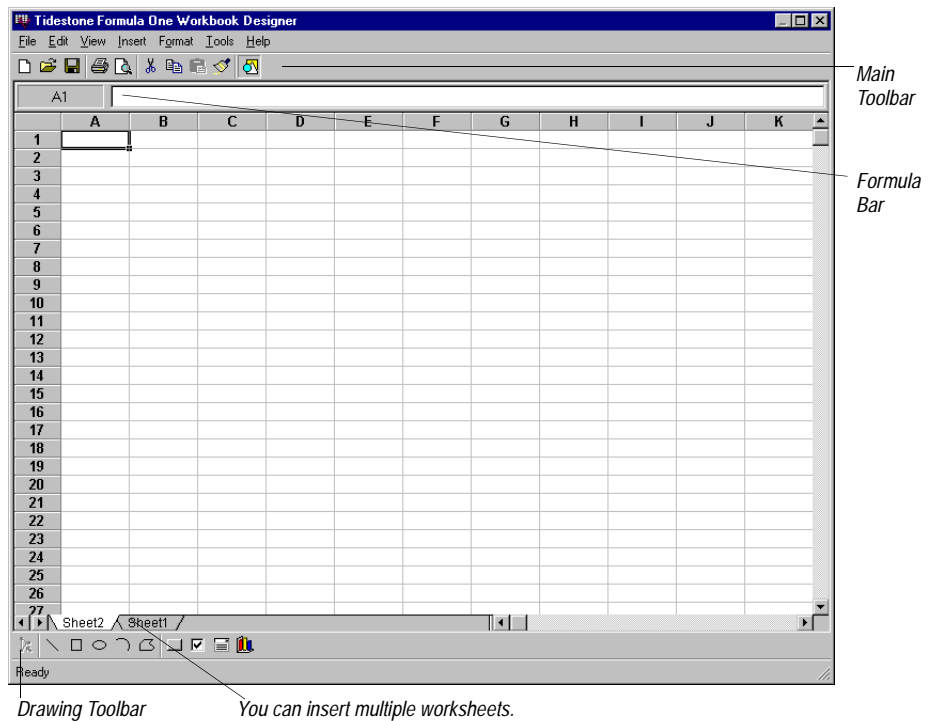 Tidestone Formula One Workbook Designer
File Edit View Insert Format Tools Help
Main
Toolbar
A1
A B C D E F G H I J K
1
2
3
Formula
4
Bar
5
6
7
8
9
10
11
12
13
14
15
16
17
18
19
20
21
22
23
24
25
26
27
Sheet2 Sheet1
Ready
Drawing Toolbar You can insert multiple worksheets.